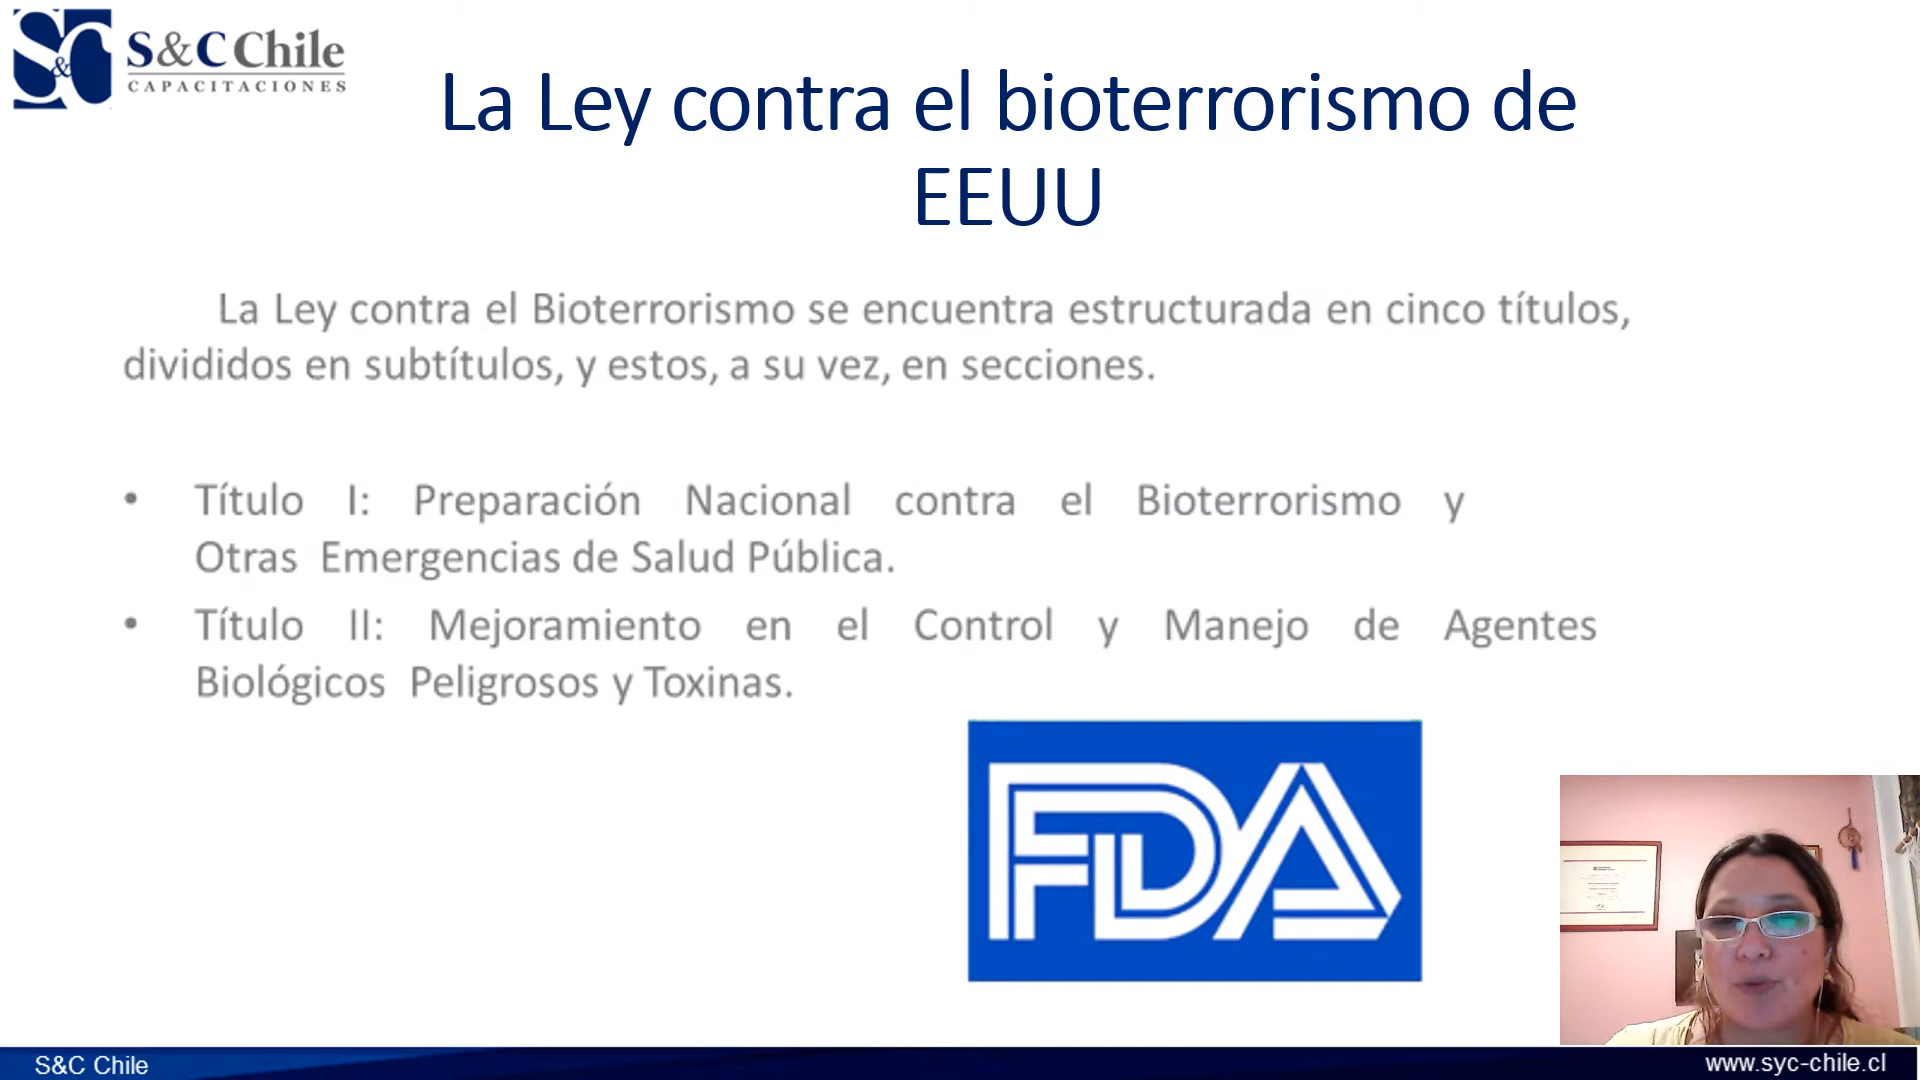 S&C Chile
CAPACITACIONES
La Ley contra el bioterrorismo de
EEUU
La Ley contra el Bioterrorismo se encuentra estructurada en cinco títulos,
divididos en subtítulos, y estos, a su vez, en secciones.
• Título I: Preparación Nacional contra el Bioterrorismo y
Otras Emergencias de Salud Pública.
• Título II: Mejoramiento en el Control y Manejo de Agentes
Biológicos Peligrosos y Toxinas.
FDA
S&C Chile
www.syc-chile.cl